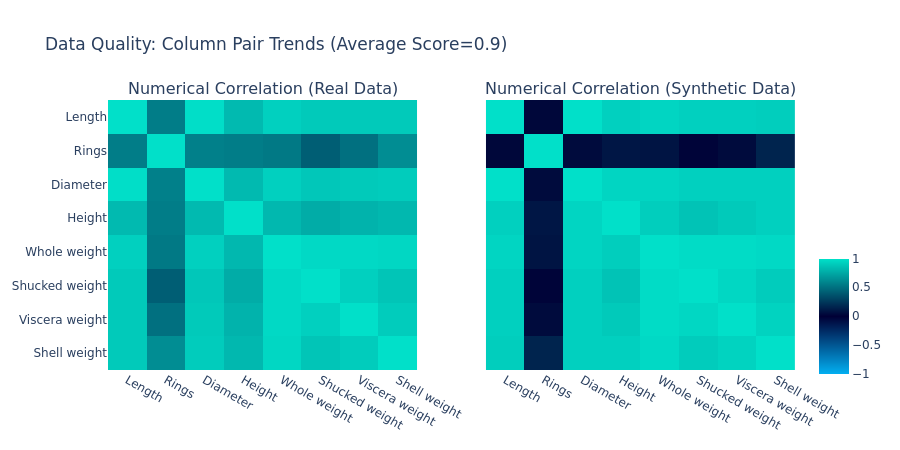 Data Quality: Column Pair Trends (Average Score=0.9)
Numerical Correlation (Real Data)
Numerical Correlation (Synthetic Data)
Length
Rings
Diameter
Height
Whole weight
Shucked weight
Viscera weight
Shell weight
Length
Rings
Diameter
Height
Whole weight
Shucked weight
Viscera weight
Shell weight
Length
Rings
Diameter
Height
Whole weight
Shucked weight
Viscera weight
Shell weight
1
0.5
0
−0.5
−1